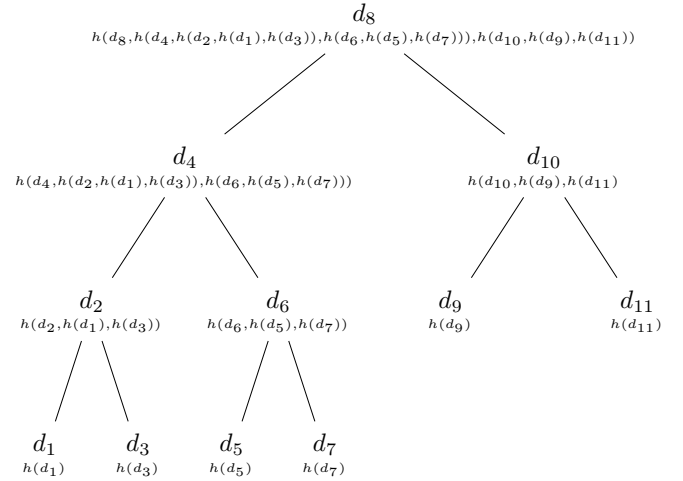 d₈
h(d₈,h(d₄,h(d₂,h(d₁),h(d₃)),h(d₆,h(d₅),h(d₇))),h(d₁₀,h(d₉),h(d₁₁))
d₄
h(d₄,h(d₂,h(d₁),h(d₃)),h(d₆,h(d₅),h(d₇)))
d₁₀
h(d₁₀,h(d₉),h(d₁₁)
d₂
h(d₂,h(d₁),h(d₃))
d₆
h(d₆,h(d₅),h(d₇))
d₉
h(d₉)
d₁₁
h(d₁₁)
d₁
h(d₁)
d₃
h(d₃)
d₅
h(d₅)
d₇
h(d₇)